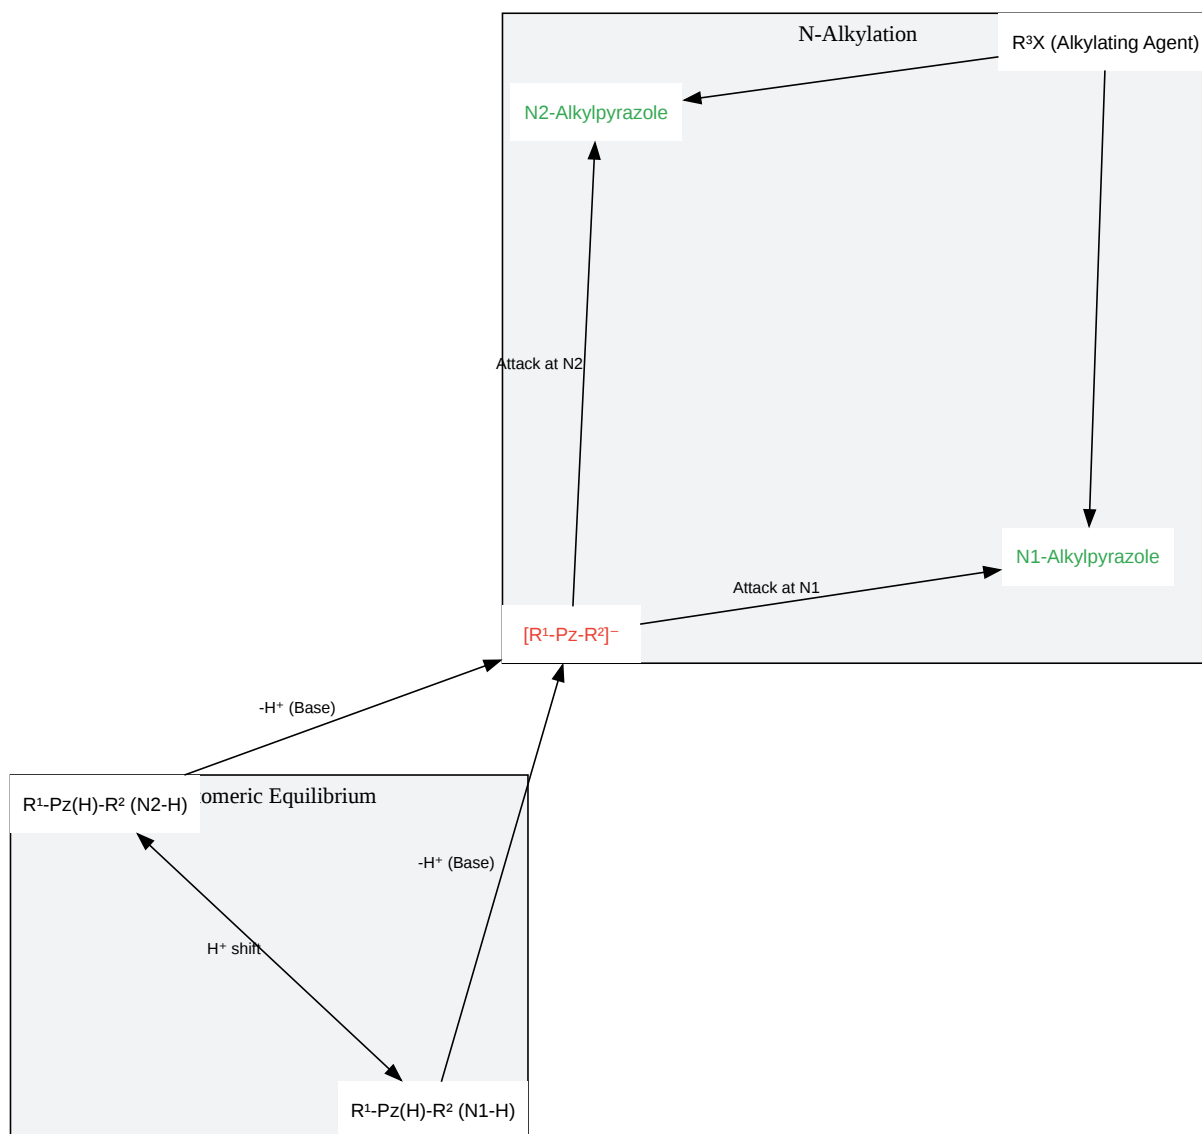 N-Alkylation
R³X (Alkylating Agent)
N2-Alkylpyrazole
Attack at N2
N1-Alkylpyrazole
Attack at N1
[R¹-Pz-R²]⁻
-H⁺ (Base)
R¹-Pz(H)-R² (N2-H)
Equilibrium
-H⁺ (Base)
H⁺ shift
R¹-Pz(H)-R² (N1-H)